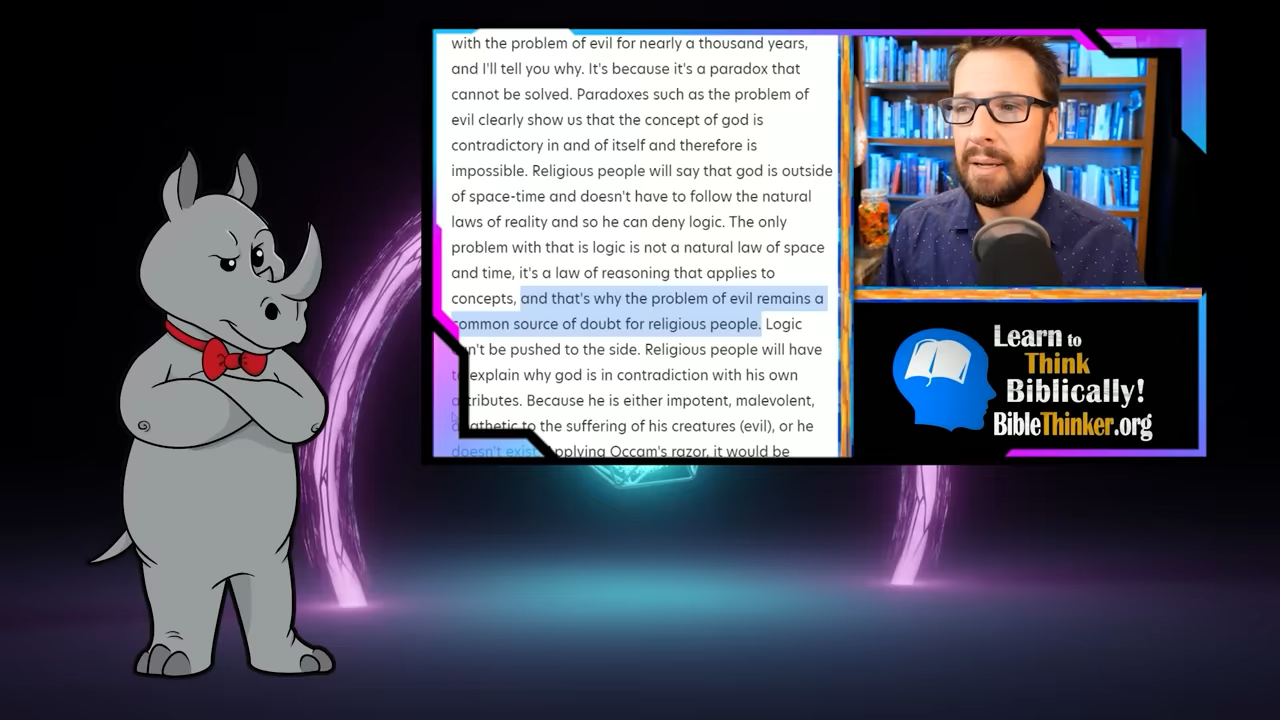 with the problem of evil for nearly a thousand years,
and I'll tell you why. It's because it's a paradox that
cannot be solved. Paradoxes such as the problem of
evil clearly show us that the concept of god is
contradictory in and of itself and therefore is
impossible. Religious people will say that god is outside
of space-time and doesn't have to follow the natural
laws of reality and so he can deny logic. The only
problem with that is logic is not a natural law of space
and time, it's a law of reasoning that applies to
concepts, and that's why the problem of evil remains a
common source of doubt for religious people. Logic
be pushed to the side. Religious people will have
explain why god is in contradiction with his own
Because he is either impotent, malevolent,
to the suffering of his creatures (evil), or he
doesn't exist Occam's razor, it would be
Learn to
Think
Biblically!
BibleThinker.org